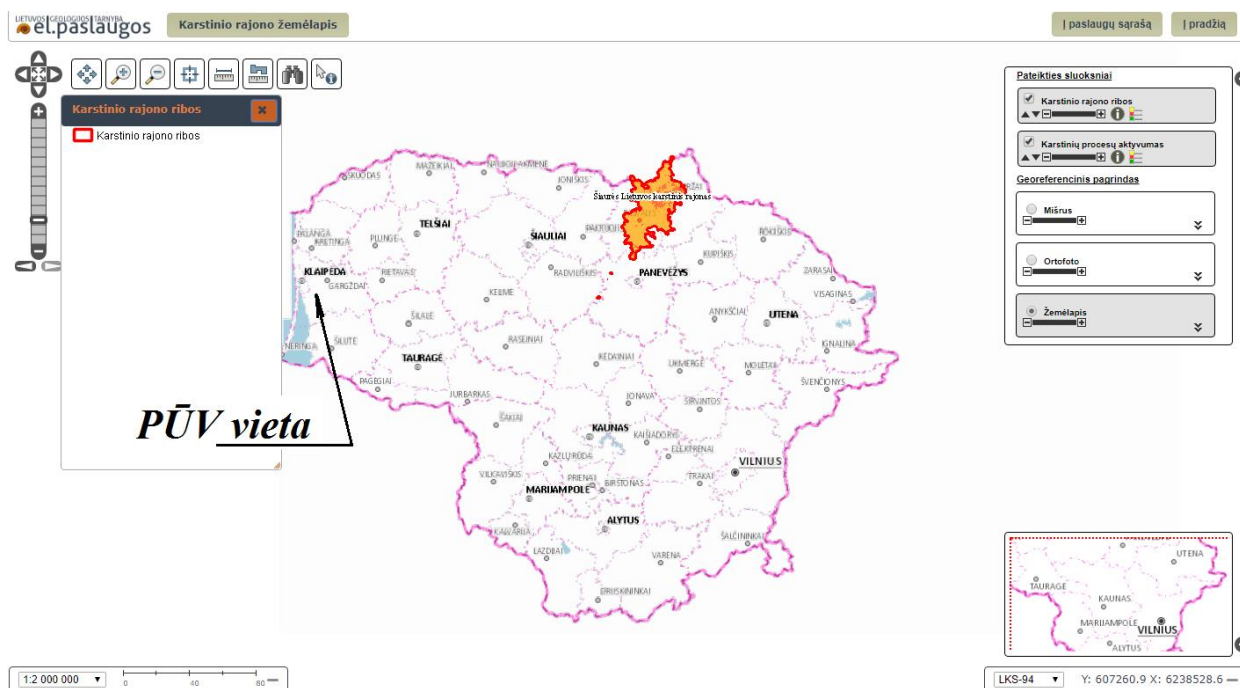 LIETUVOS GEOLOGIJOS TARNYBA
el.paslaugos
Karstinio rajono žemėlapis
Į paslaugų sąrašą
Į pradžią
Karstinio rajono ribos
Karstinio rajono ribos
Pateikties sluoksniai
Karstinio rajono ribos
Karstinių procesų aktyvumas
Georeferencinis pagrindas
Mišrus
Ortofoto
Žemėlapis
SKUODAS
MAŽEIKIAI
NAUJOJI AKMENĖ
JONIŠKIS
Šiaurės Lietuvos karstinis rajonas
TELŠIAI
ŠIAULIAI
PAKRUOJIS
ROKIŠKIS
PALANGA
KRETINGA
PLUNGĖ
KUPIŠKIS
KLAIPĖDA
GARGŽDAI
RIETAVAS
RADVILIŠKIS
PANEVĖŽYS
ZARASAI
KELMĖ
VISAGINAS
ŠILALĖ
ANYKŠČIAI
UTENA
NERINGA
ŠILUTĖ
RASEINIAI
IGNALINA
TAURAGĖ
KĖDAINIAI
UKMERGĖ
MOLĖTAI
PAGĖGIAI
ŠVENČIONYS
JURBARKAS
JONAVA
ŠIRVINTOS
PŪV vieta
ŠAKIAI
KAUNAS
KAIŠIADORYS
ELEKTRĖNAI
VILNIUS
KAZLŲ RŪDA
VILKAVIŠKIS
PRIENAI
BIRŠTONAS
TRAKAI
MARIJAMPOLĖ
ALYTUS
KALVARIJA
ŠALČININKAI
LAZDIJAI
VARĖNA
DRUSKININKAI
UTENA
TAURAGĖ
KAUNAS
MARIJAMPOLĖ
VILNIUS
ALYTUS
1:2 000 000
0 40 80
LKS-94
Y: 607260.9 X: 6238528.6